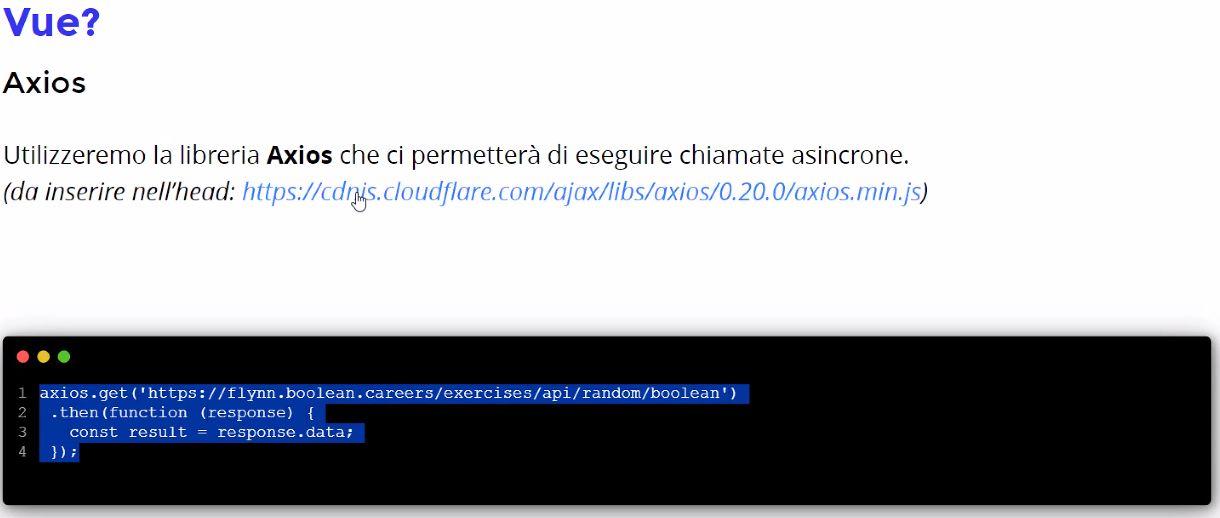 Vue?
Axios
Utilizzeremo la libreria Axios che ci permetterà di eseguire chiamate asincrone.
(da inserire nell'head: https://cdnjs.cloudflare.com/ajax/libs/axios/0.20.0/axios.min.js)
1 axios.get('https://flynn.boolean.careers/exercises/api/random/boolean')
2 .then(function (response) {
3 const result = response.data;
4 });